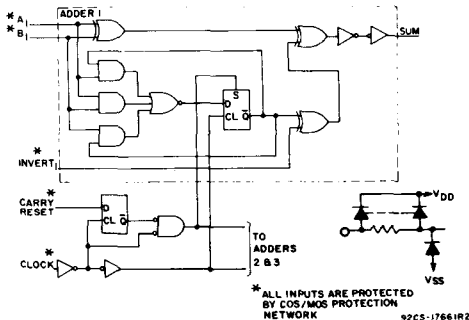 ADDER 1
* A1
* B1
SUM
S
D
CL Q̅
*
INVERT1
*
CARRY
RESET
D
CL Q̅
*
CLOCK
TO
ADDERS
2 & 3
VDD
VSS
* ALL INPUTS ARE PROTECTED
BY COS/MOS PROTECTION
NETWORK
92CS-17661R2